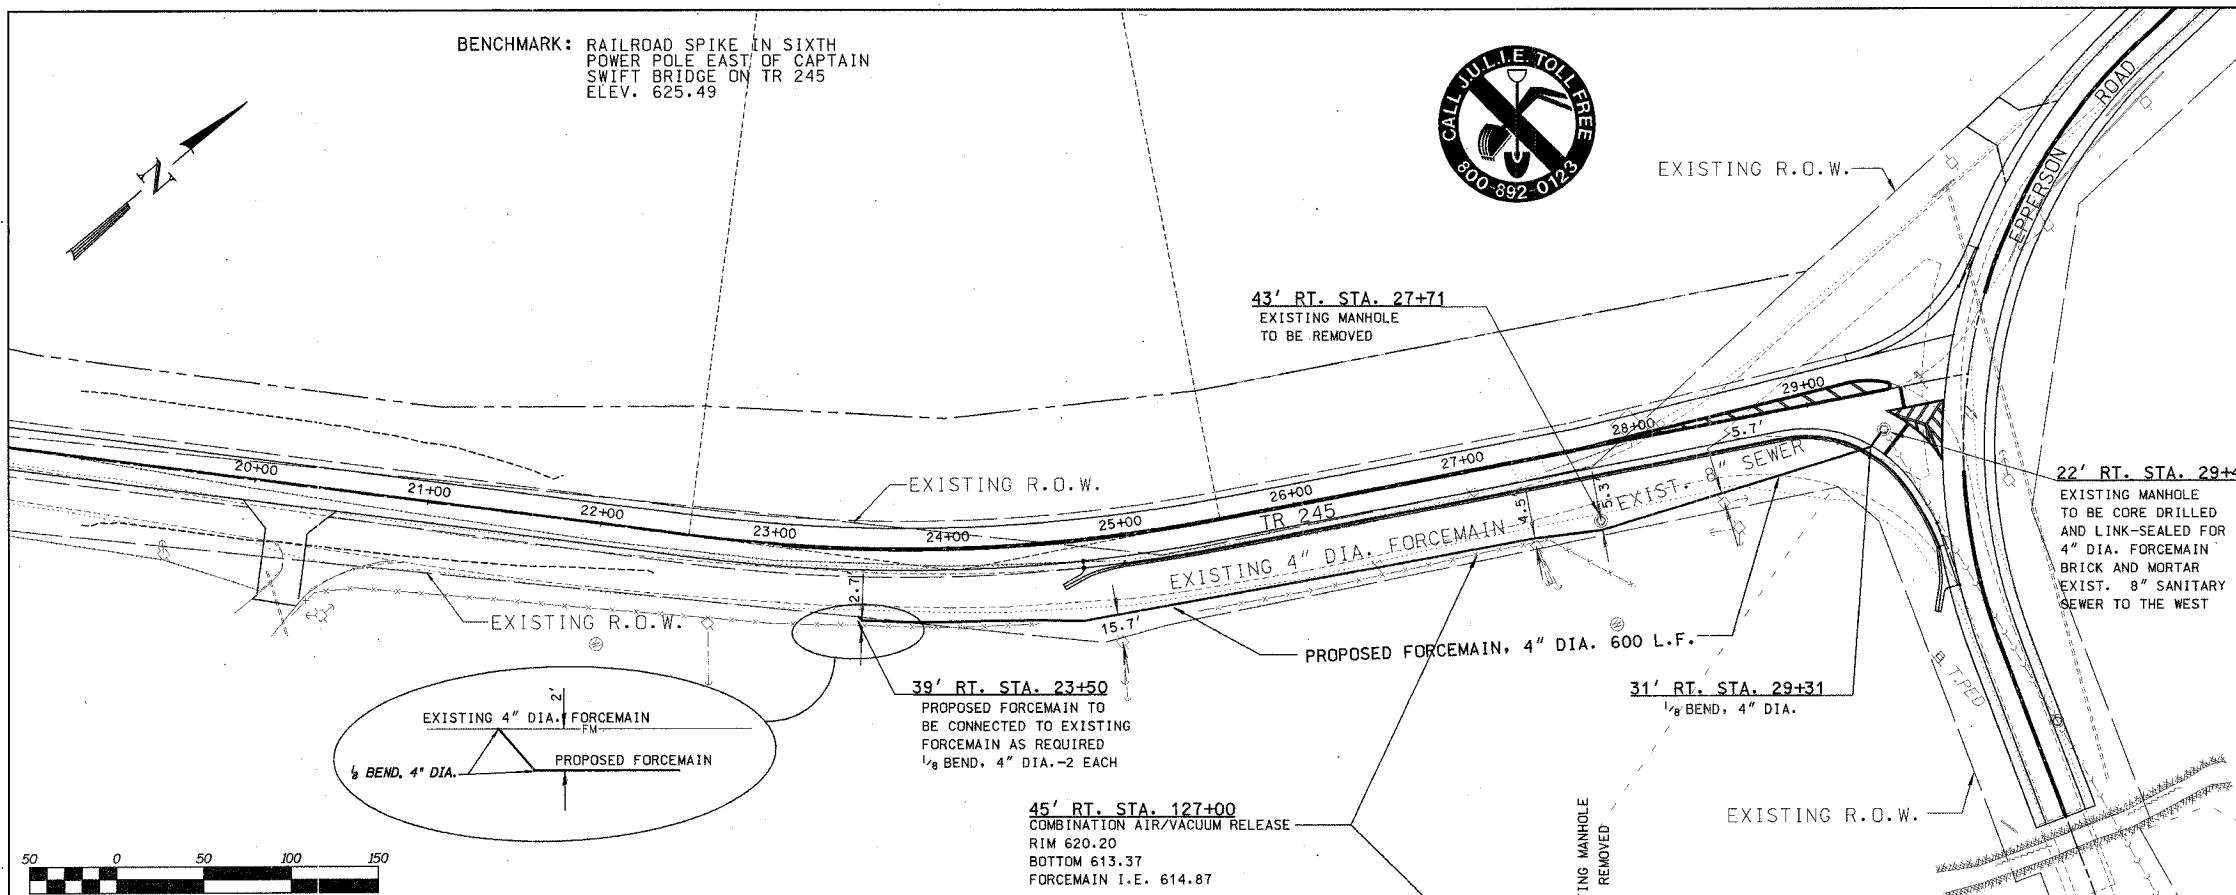 BENCHMARK: RAILROAD SPIKE IN SIXTH
POWER POLE EAST OF CAPTAIN
SWIFT BRIDGE ON TR 245
ELEV. 625.49
N
CALL J.U.L.I.E. TOLL FREE
800-892-0123
EXISTING R.O.W.
EPPERSON ROAD
43' RT. STA. 27+71
EXISTING MANHOLE
TO BE REMOVED
20+00
21+00
22+00
23+00
24+00
25+00
26+00
27+00
28+00
29+00
EXISTING R.O.W.
TR 245
EXISTING 4" DIA. FORCEMAIN
EXIST. 8" SEWER
5.7'
4.5'
5.3'
2.7'
15.7'
22' RT. STA. 29+4
EXISTING MANHOLE
TO BE CORE DRILLED
AND LINK-SEALED FOR
4" DIA. FORCEMAIN
BRICK AND MORTAR
EXIST. 8" SANITARY
SEWER TO THE WEST
EXISTING R.O.W.
PROPOSED FORCEMAIN, 4" DIA. 600 L.F.
39' RT. STA. 23+50
PROPOSED FORCEMAIN TO
BE CONNECTED TO EXISTING
FORCEMAIN AS REQUIRED
1/8 BEND, 4" DIA.-2 EACH
31' RT. STA. 29+31
1/8 BEND, 4" DIA.
T.PED
2'
EXISTING 4" DIA. FORCEMAIN
FM
PROPOSED FORCEMAIN
1/8 BEND, 4" DIA.
45' RT. STA. 127+00
COMBINATION AIR/VACUUM RELEASE
RIM 620.20
BOTTOM 613.37
FORCEMAIN I.E. 614.87
TING MANHOLE
REMOVED
EXISTING R.O.W.
50 0 50 100 150